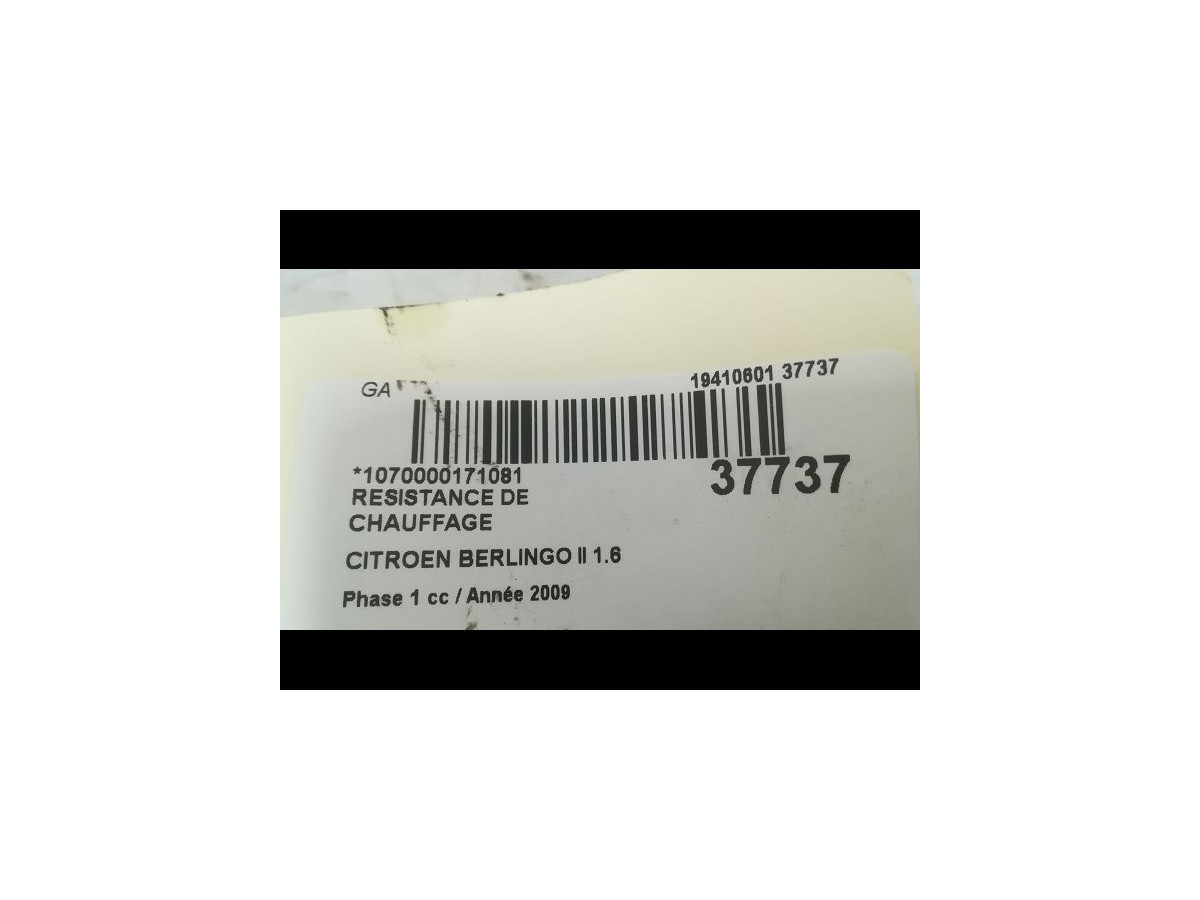 GA
19410601 37737
*1070000171081
37737
RESISTANCE DE
CHAUFFAGE
CITROEN BERLINGO II 1.6
Phase 1 cc / Année 2009